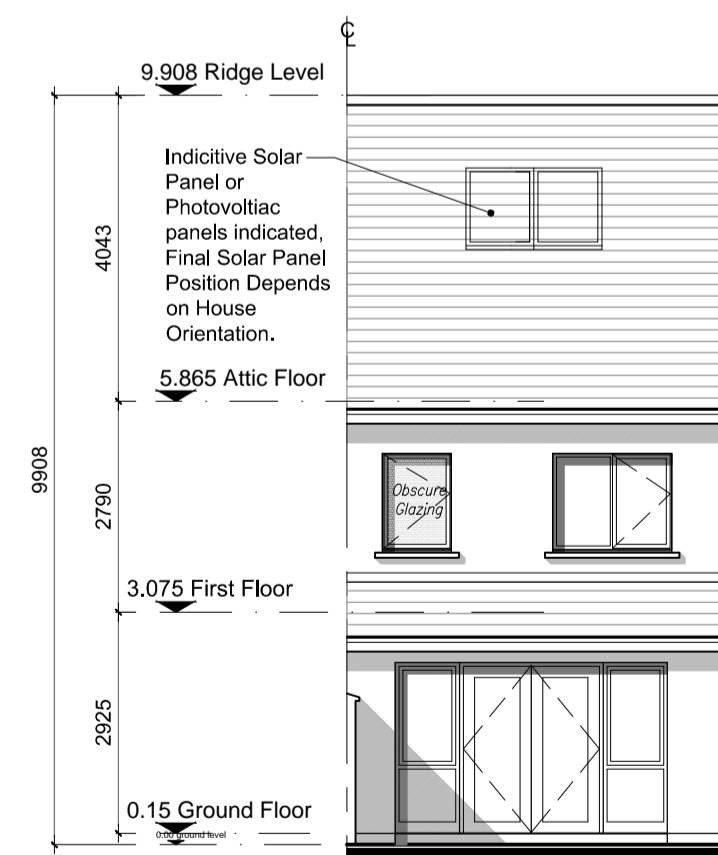 ℄
9.908 Ridge Level
Indicitive Solar
Panel or
Photovoltiac
panels indicated,
Final Solar Panel
Position Depends
on House
Orientation.
4043
5.865 Attic Floor
9908
2790
Obscure
Glazing
3.075 First Floor
2925
0.15 Ground Floor
0.00 ground level